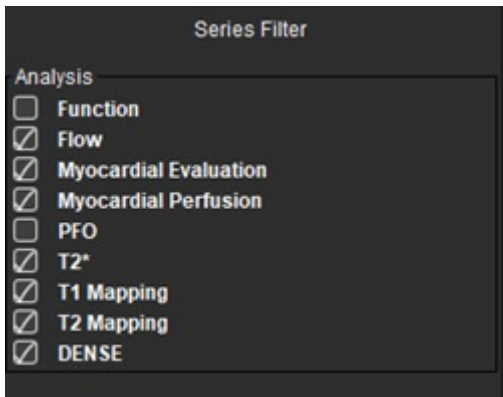 Series Filter
Analysis
Function
Flow
Myocardial Evaluation
Myocardial Perfusion
PFO
T2*
T1 Mapping
T2 Mapping
DENSE